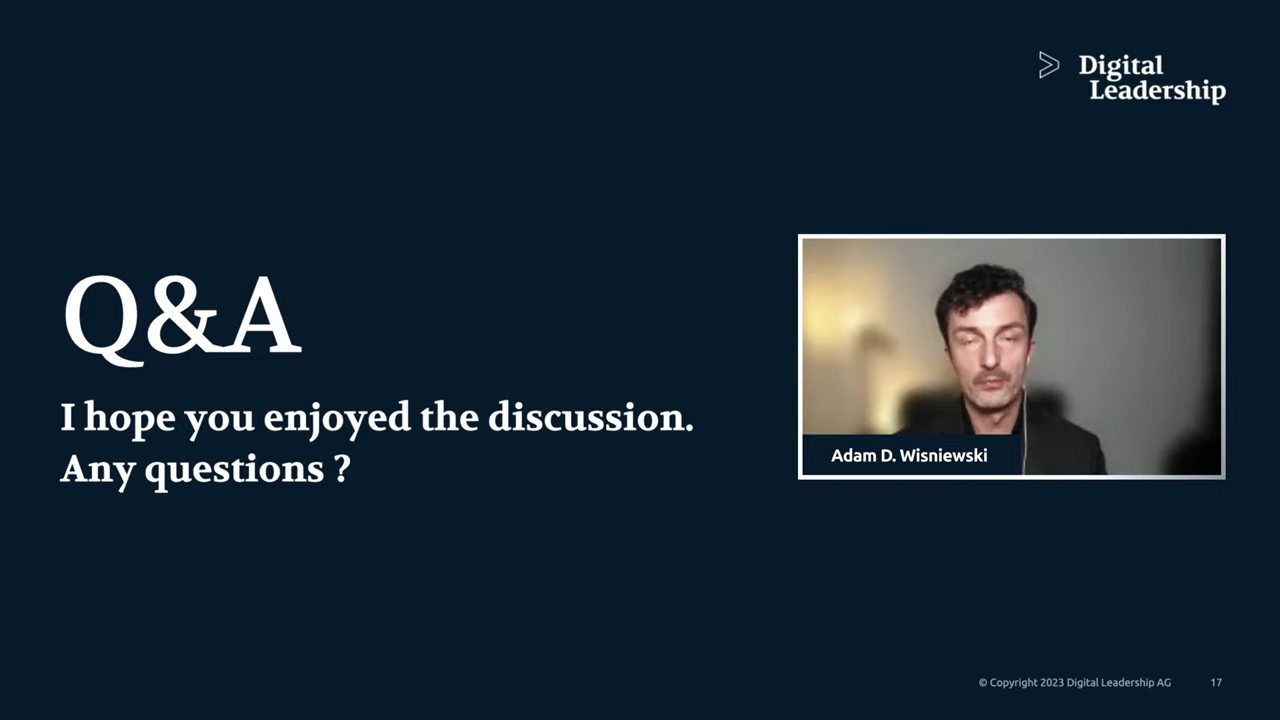 Digital
Leadership
Q&A
I hope you enjoyed the discussion.
Any questions ?
Adam D. Wisniewski
© Copyright 2023 Digital Leadership AG 17